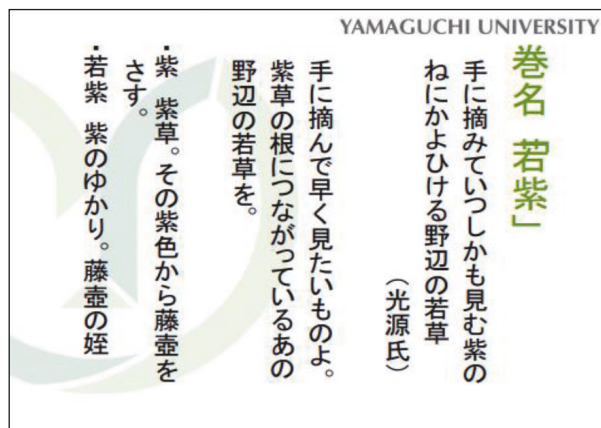 YAMAGUCHI UNIVERSITY
巻名「若紫」
手に摘みていつしかも見む紫の
ねにかよひける野辺の若草
（光源氏）
手に摘んで早く見たいものよ。
紫草の根につながっているあの
野辺の若草を。
・紫　紫草。その紫色から藤壺を
さす。
・若紫　紫のゆかり。藤壺の姪